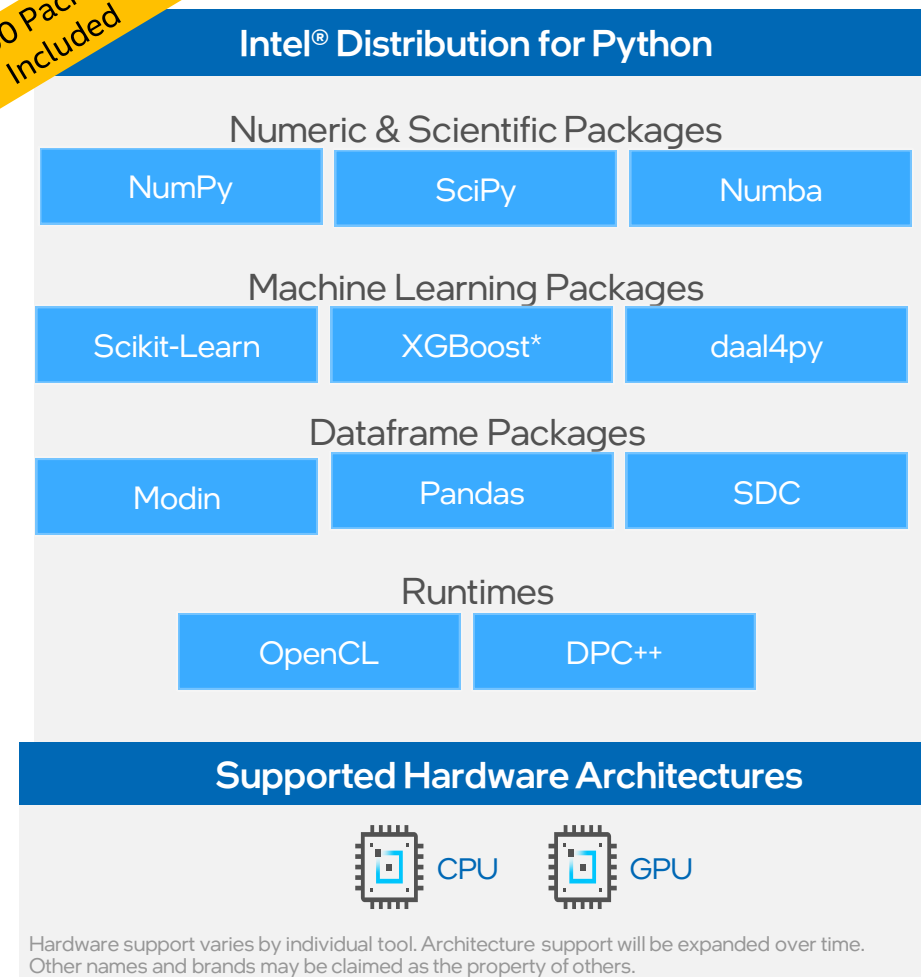 Included
Intel® Distribution for Python
Numeric & Scientific Packages
NumPy
SciPy
Numba
Machine Learning Packages
Scikit-Learn
XGBoost*
daal4py
Dataframe Packages
Modin
Pandas
SDC
Runtimes
OpenCL
DPC++
Supported Hardware Architectures
CPU
GPU
Hardware support varies by individual tool. Architecture support will be expanded over time.
Other names and brands may be claimed as the property of others.